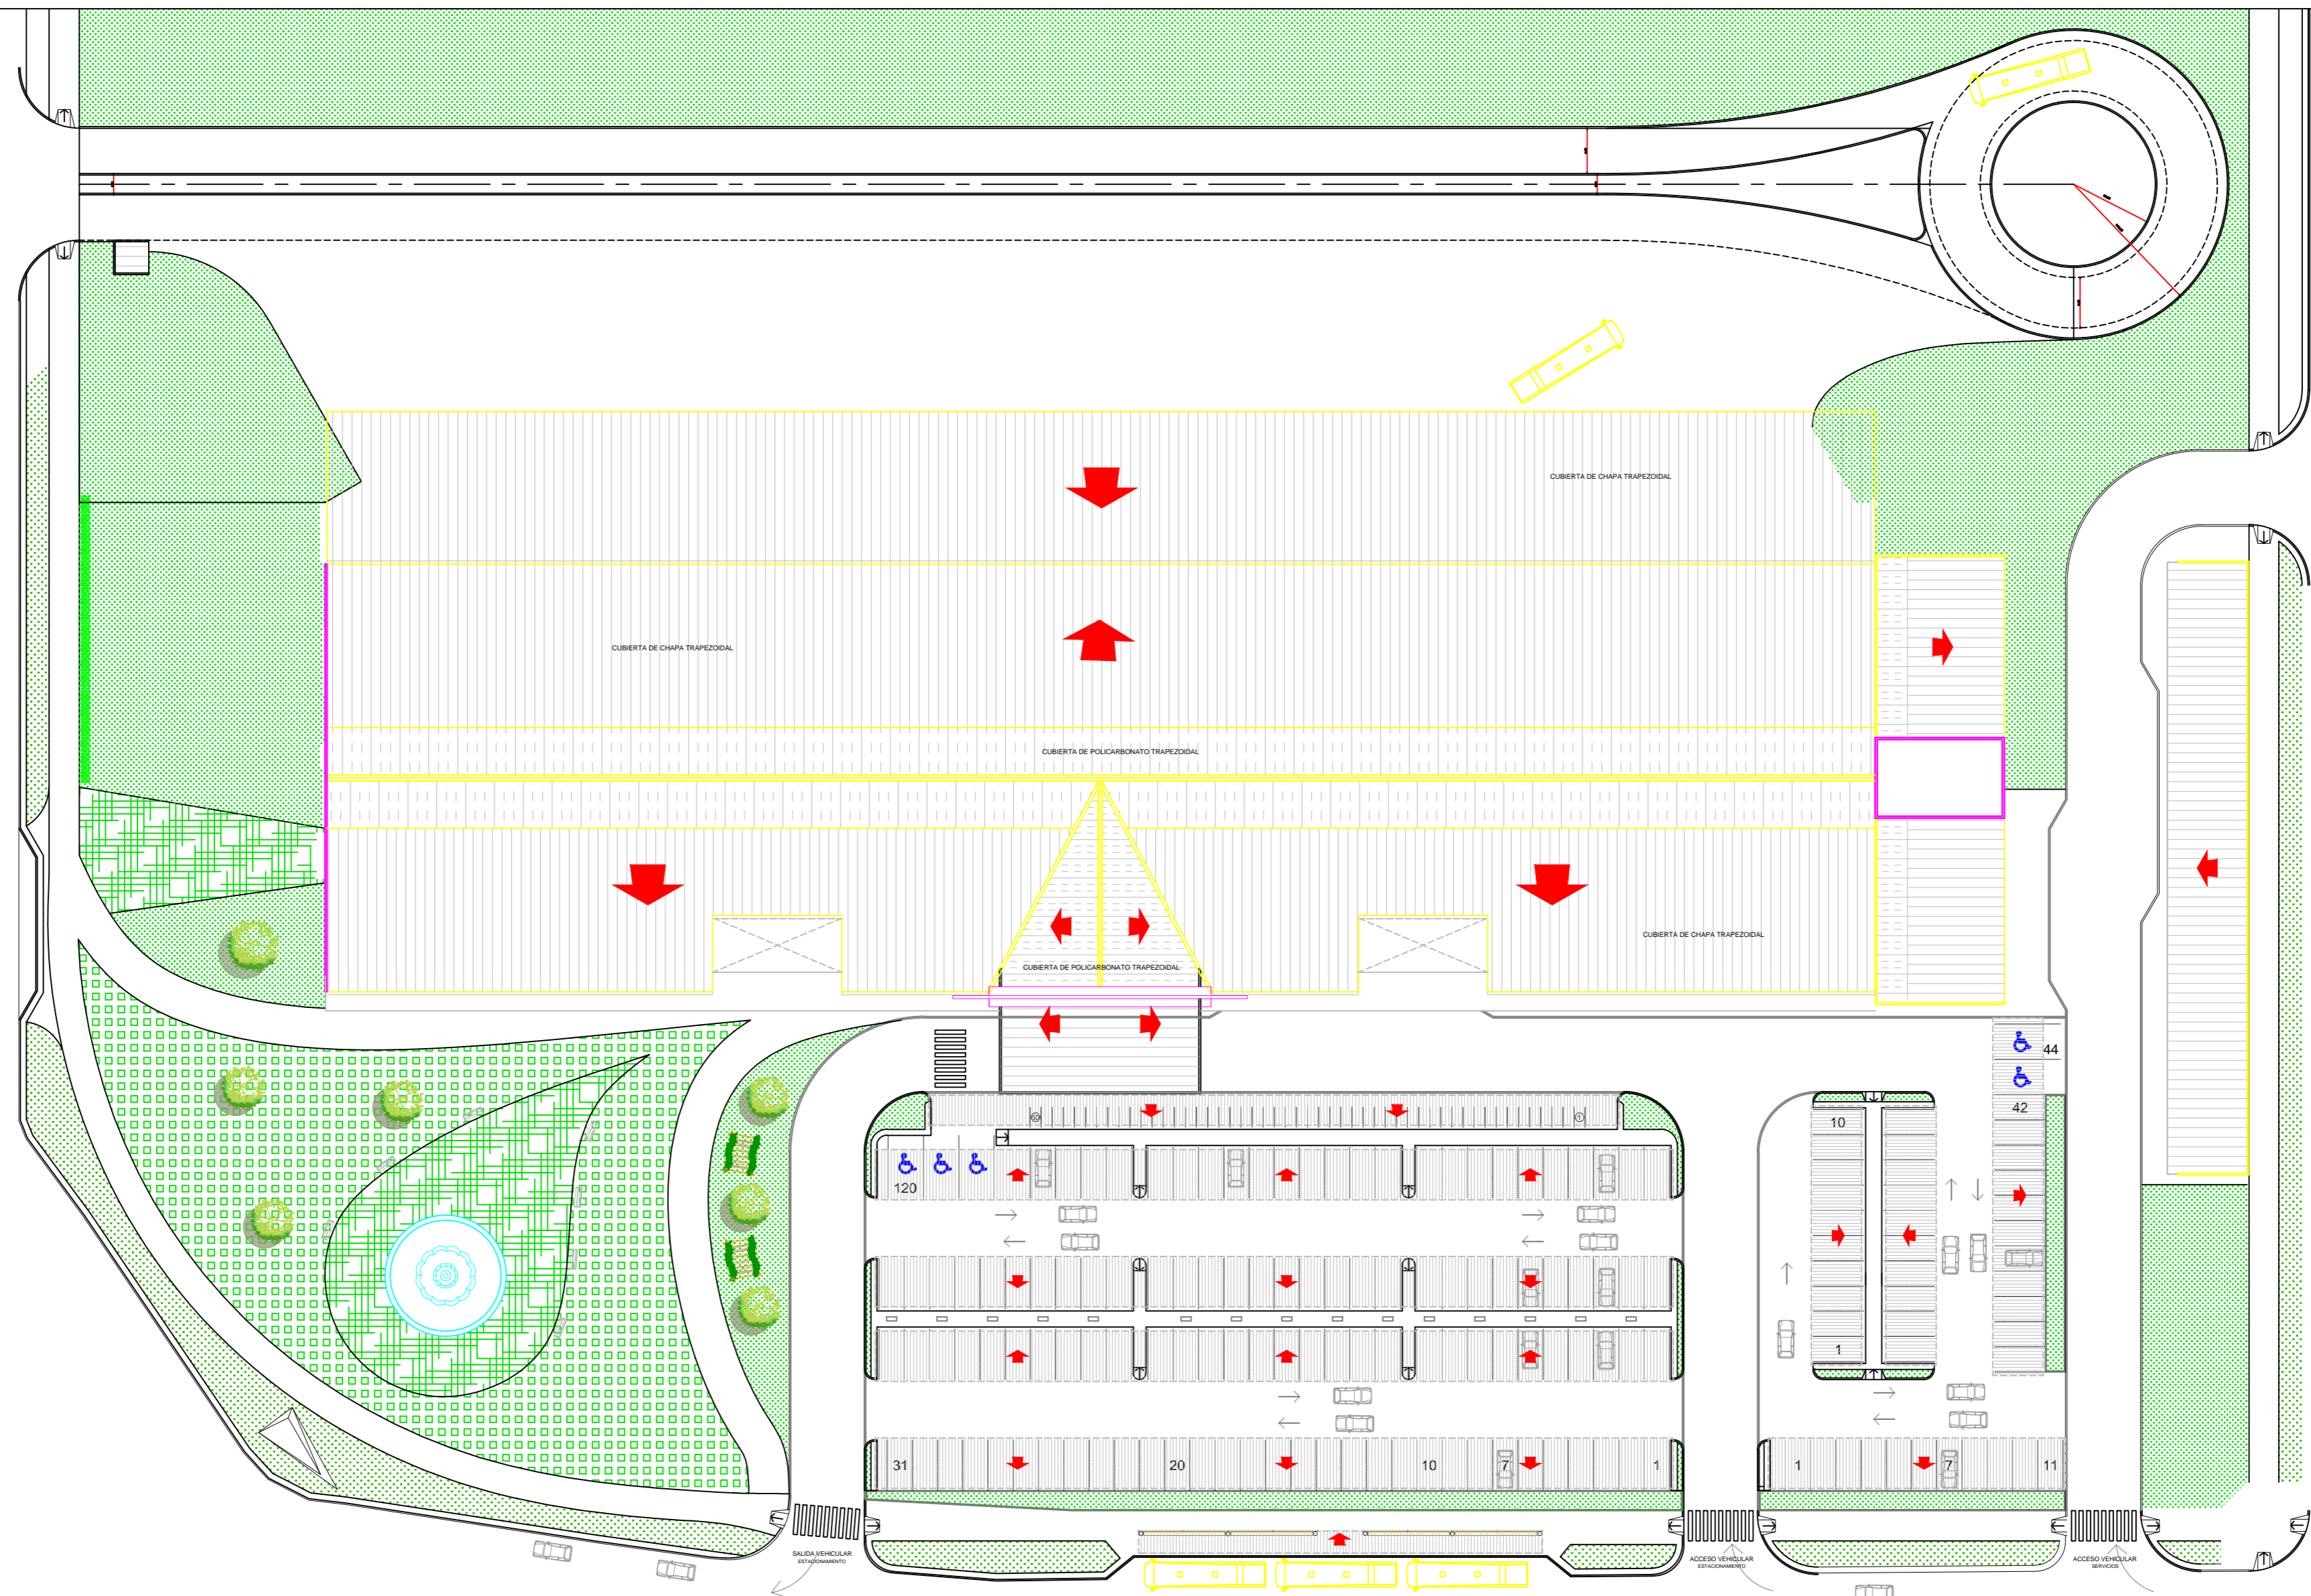 CUBIERTA DE CHAPA TRAPEZOIDAL
CUBIERTA DE CHAPA TRAPEZOIDAL
CUBIERTA DE POLICARBONATO TRAPEZOIDAL
CUBIERTA DE CHAPA TRAPEZOIDAL
CUBIERTA DE POLICARBONATO TRAPEZOIDAL
44
42
60
1
10
120
1
31
20
10
7
1
1
7
11
SALIDA VEHICULAR
ESTACIONAMIENTO
ACCESO VEHICULAR
ESTACIONAMIENTO
ACCESO VEHICULAR
SERVICIOS